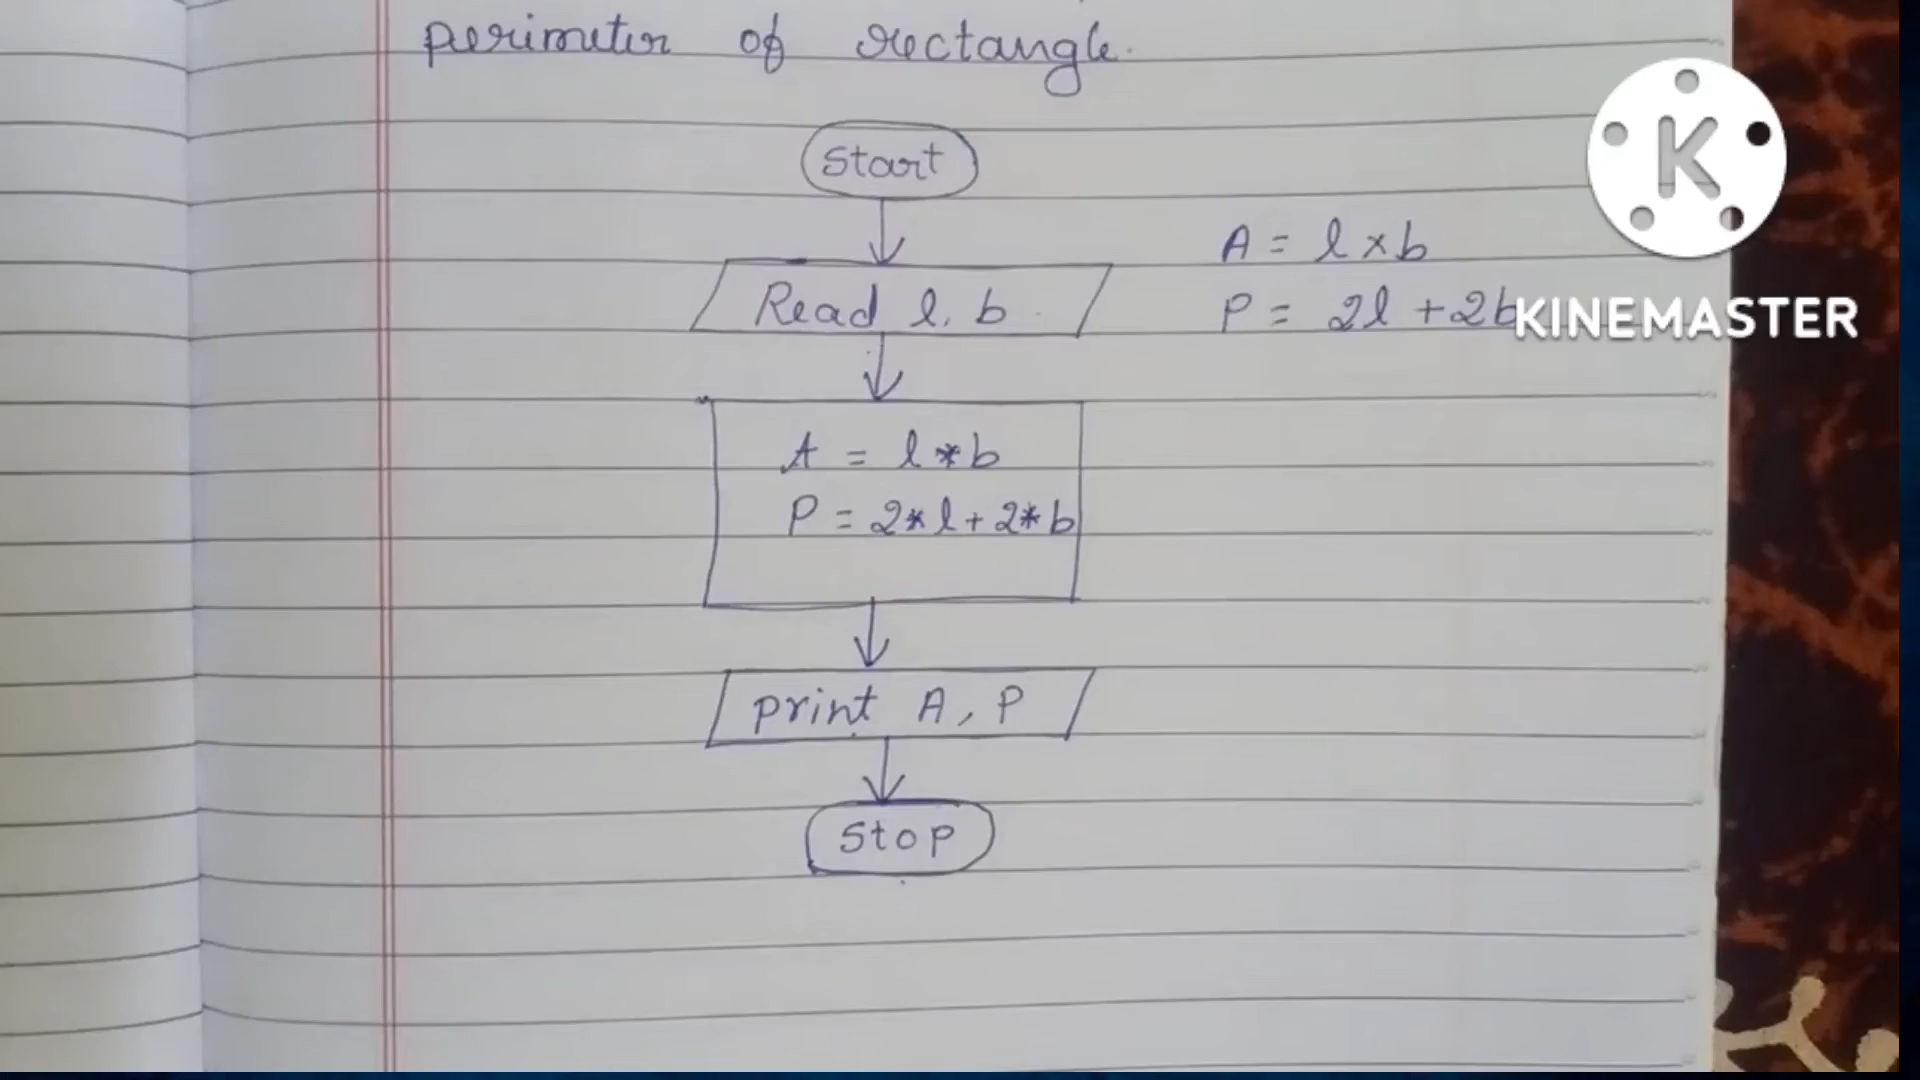 perimeter of rectangle.
Start
Read l, b
A = l × b
P = 2l + 2b
KINEMASTER
A = l * b
P = 2 * l + 2 * b
print A, P
Stop